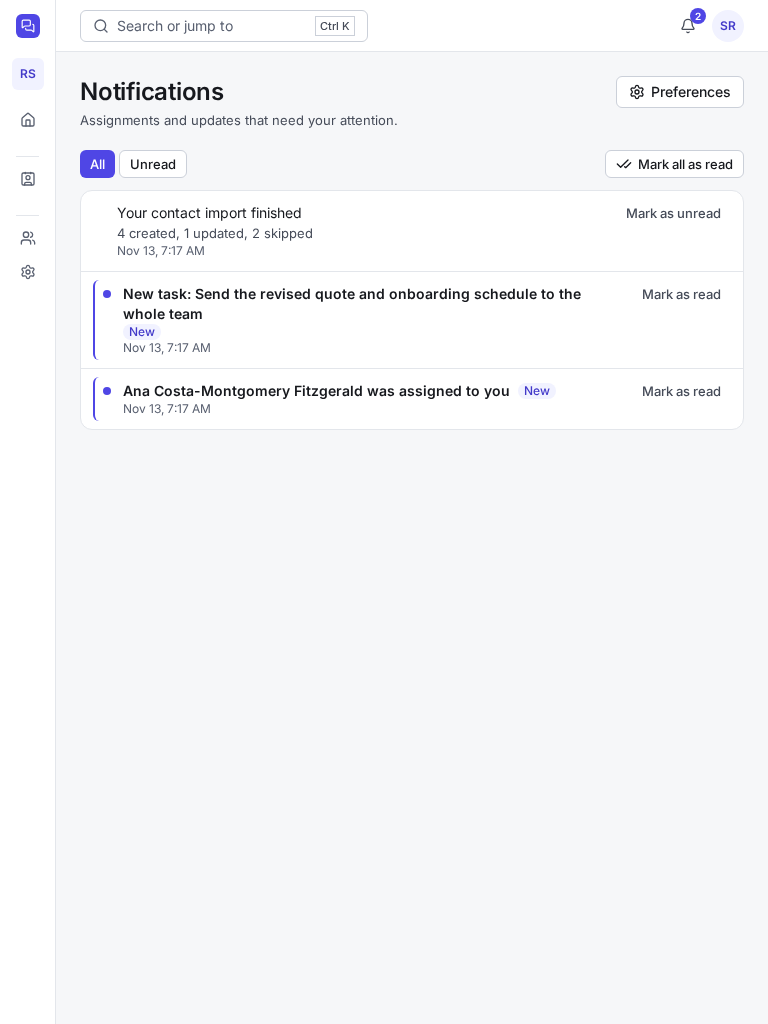 Search or jump to
Ctrl K
2
SR
RS
Notifications
Preferences
Assignments and updates that need your attention.
All
Unread
Mark all as read
Your contact import finished
Mark as unread
4 created, 1 updated, 2 skipped
Nov 13, 7:17 AM
New task: Send the revised quote and onboarding schedule to the
whole team
Mark as read
New
Nov 13, 7:17 AM
Ana Costa-Montgomery Fitzgerald was assigned to you
New
Mark as read
Nov 13, 7:17 AM